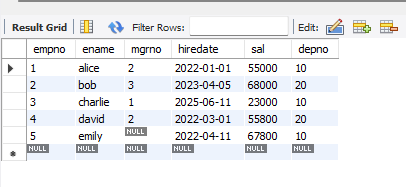 Result Grid Filter Rows: Edit:
empno ename mgrno hiredate sal depno
1 alice 2 2022-01-01 55000 10
2 bob 3 2023-04-05 68000 20
3 charlie 1 2025-06-11 23000 10
4 david 2 2022-03-01 55800 20
5 emily NULL 2022-04-11 67800 10
NULL NULL NULL NULL NULL NULL